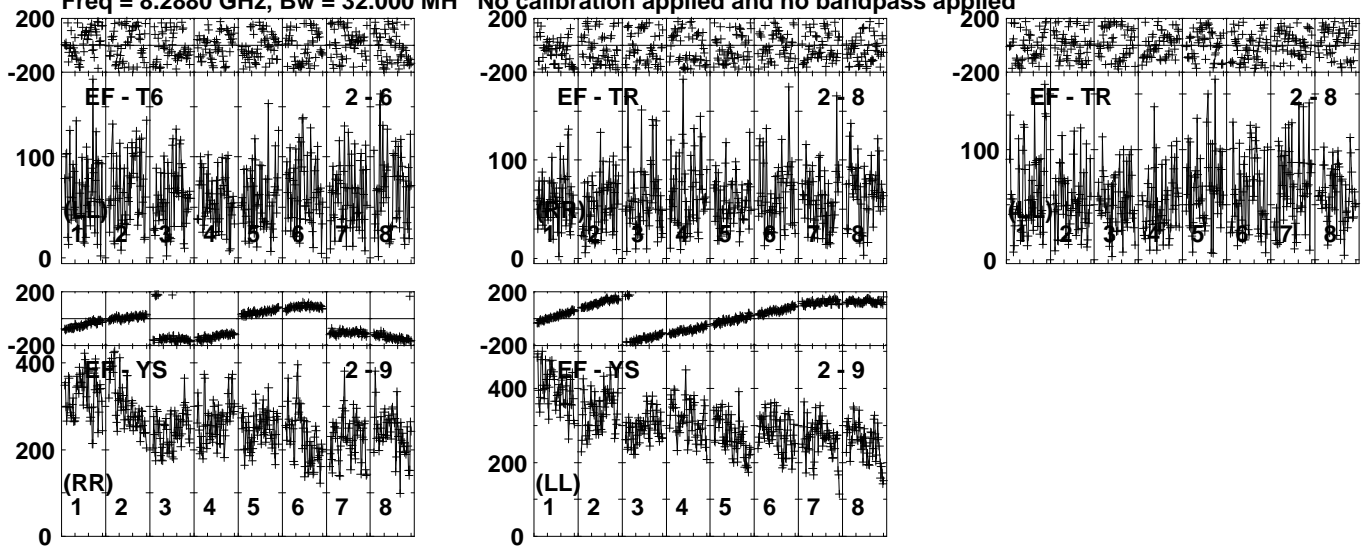 Freq = 8.2880 GHz, Bw = 32.000 MH No calibration applied and no bandpass applied
200
-200
EF - T6 2 - 6
100
(LL)
1 2 3 4 5 6 7 8
0
200
-200
EF - TR 2 - 8
100
(RR)
1 2 3 4 5 6 7 8
0
200
-200
EF - TR 2 - 8
100
(LL)
1 2 3 4 5 6 7 8
0
200
-200
400
EF - YS 2 - 9
200
(RR)
1 2 3 4 5 6 7 8
0
200
-200
EF - YS 2 - 9
400
200
(LL)
1 2 3 4 5 6 7 8
0